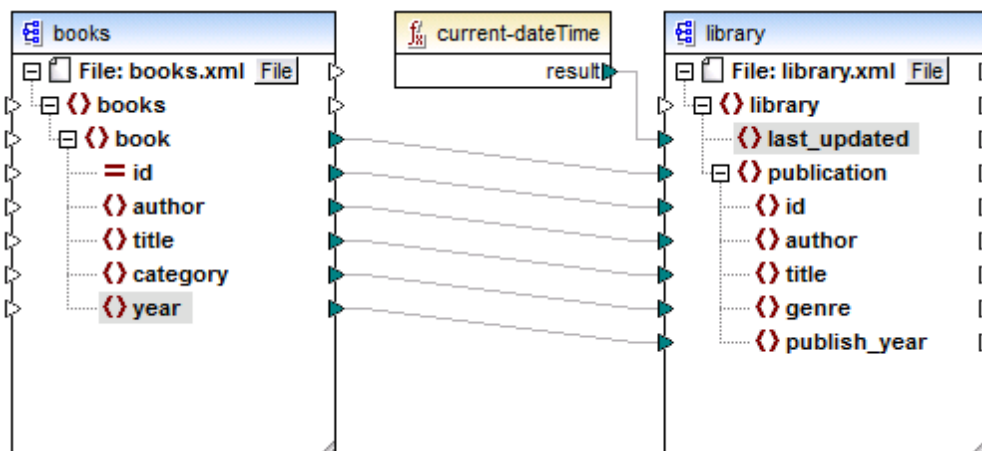 books
File: books.xml File
books
book
id
author
title
category
year
current-dateTime
result
library
File: library.xml File
library
last_updated
publication
id
author
title
genre
publish_year